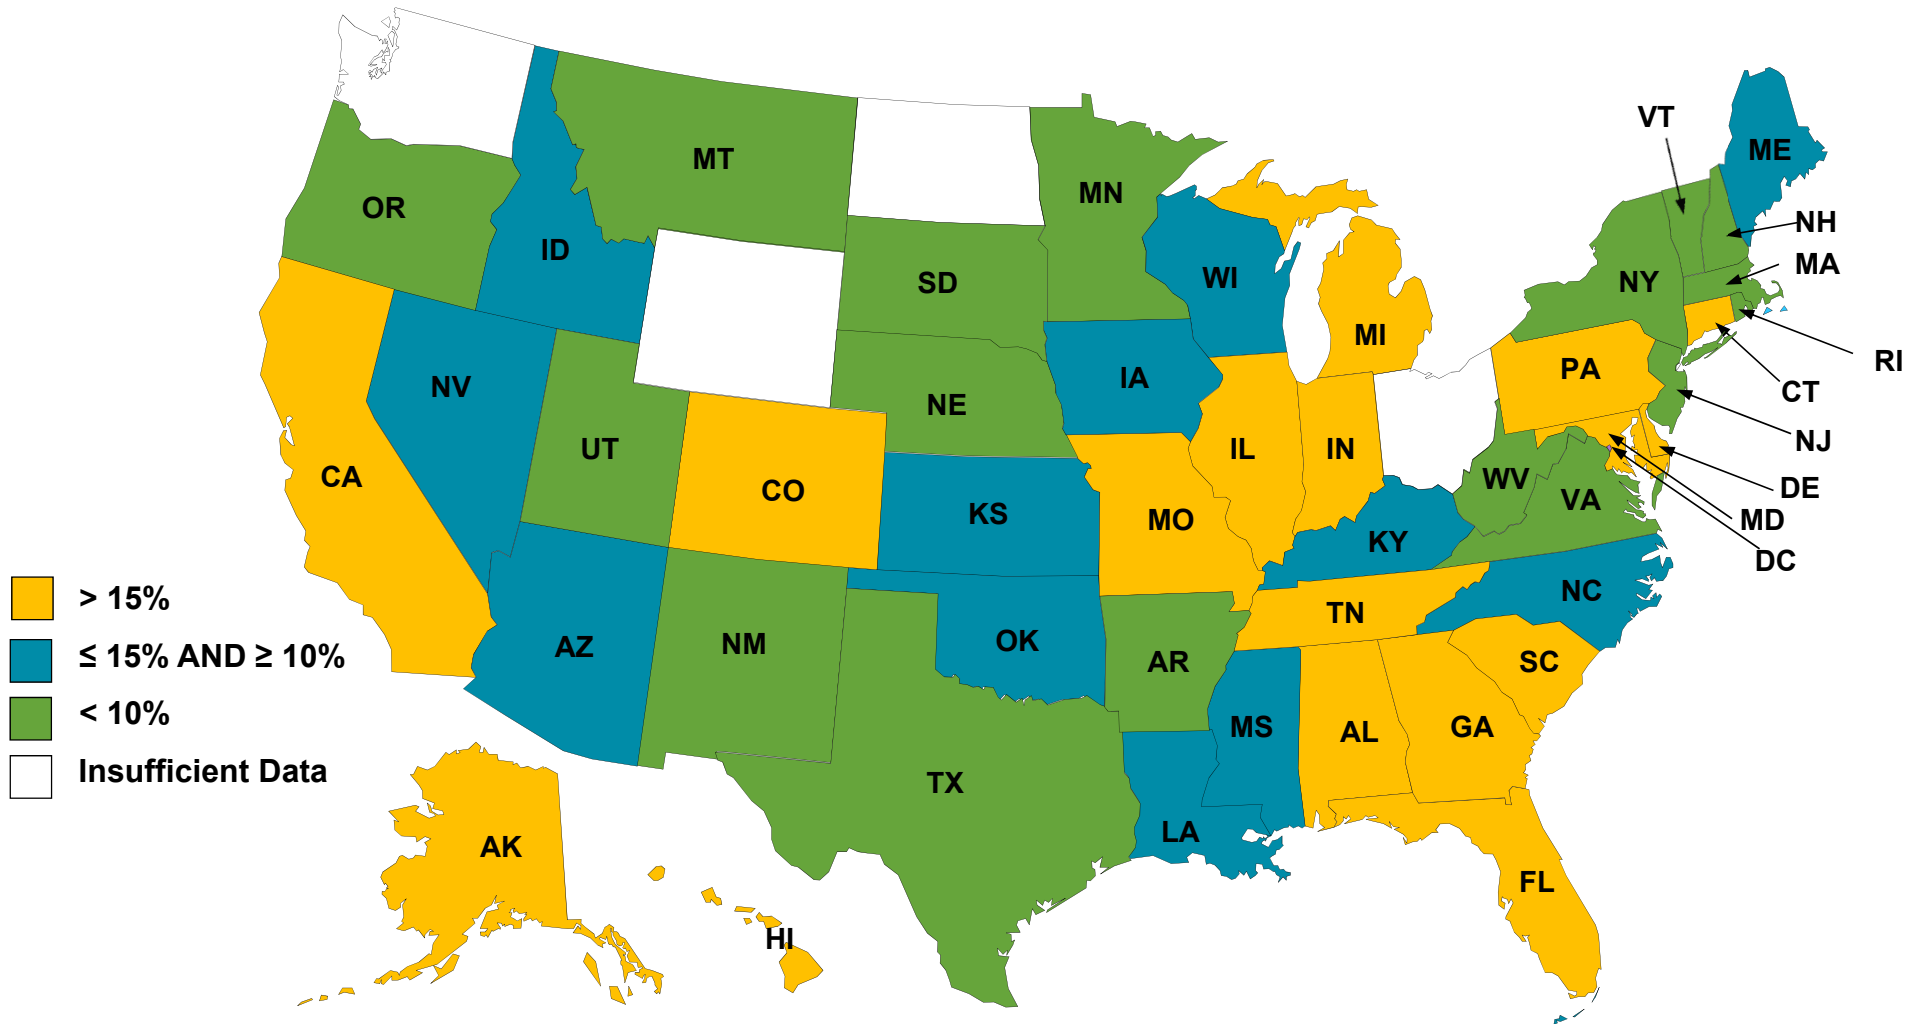 VT
ME
MT
OR
MN
NH
ID
WI
MA
SD
NY
MI
RI
PA
NV
IA
CT
NE
NJ
UT
IL
IN
CA
WV
DE
CO
VA
KS
MO
MD
KY
DC
> 15%
NC
TN
≤ 15% AND ≥ 10%
AZ
NM
OK
AR
SC
< 10%
MS
AL
GA
Insufficient Data
TX
LA
AK
FL
HI